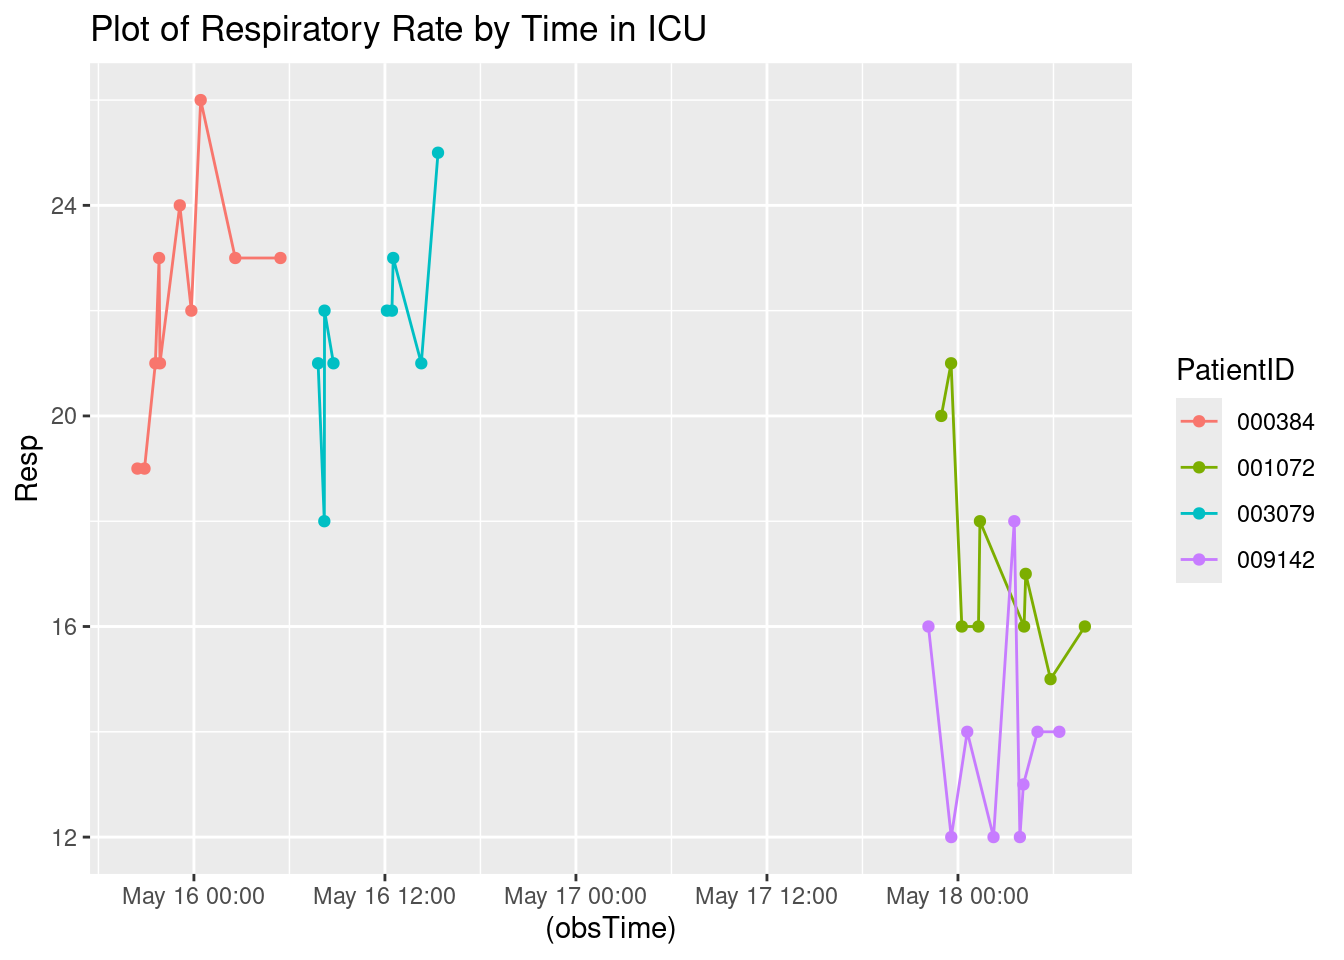 Plot of Respiratory Rate by Time in ICU
24
20
16
12
Resp
May 16 00:00
May 16 12:00
May 17 00:00
May 17 12:00
May 18 00:00
(obsTime)
PatientID
000384
001072
003079
009142